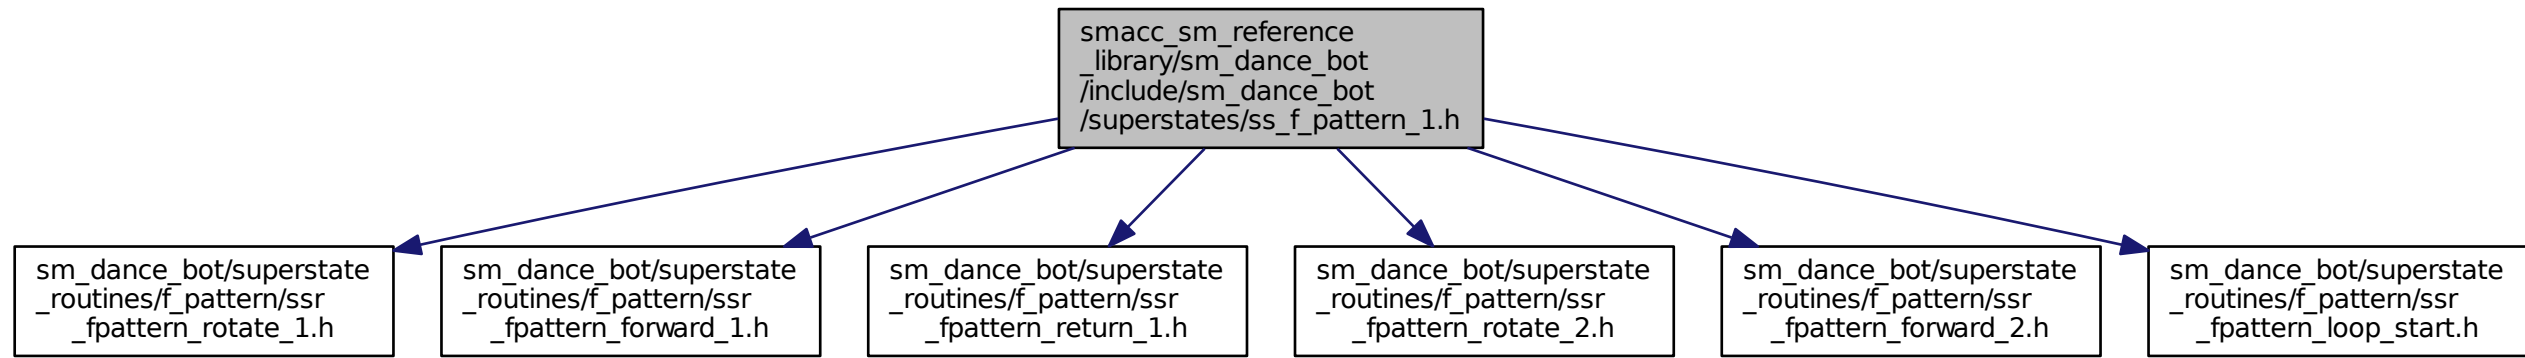 smacc_sm_reference
_library/sm_dance_bot
/include/sm_dance_bot
/superstates/ss_f_pattern_1.h
sm_dance_bot/superstate
_routines/f_pattern/ssr
_fpattern_rotate_1.h
sm_dance_bot/superstate
_routines/f_pattern/ssr
_fpattern_forward_1.h
sm_dance_bot/superstate
_routines/f_pattern/ssr
_fpattern_return_1.h
sm_dance_bot/superstate
_routines/f_pattern/ssr
_fpattern_rotate_2.h
sm_dance_bot/superstate
_routines/f_pattern/ssr
_fpattern_forward_2.h
sm_dance_bot/superstate
_routines/f_pattern/ssr
_fpattern_loop_start.h